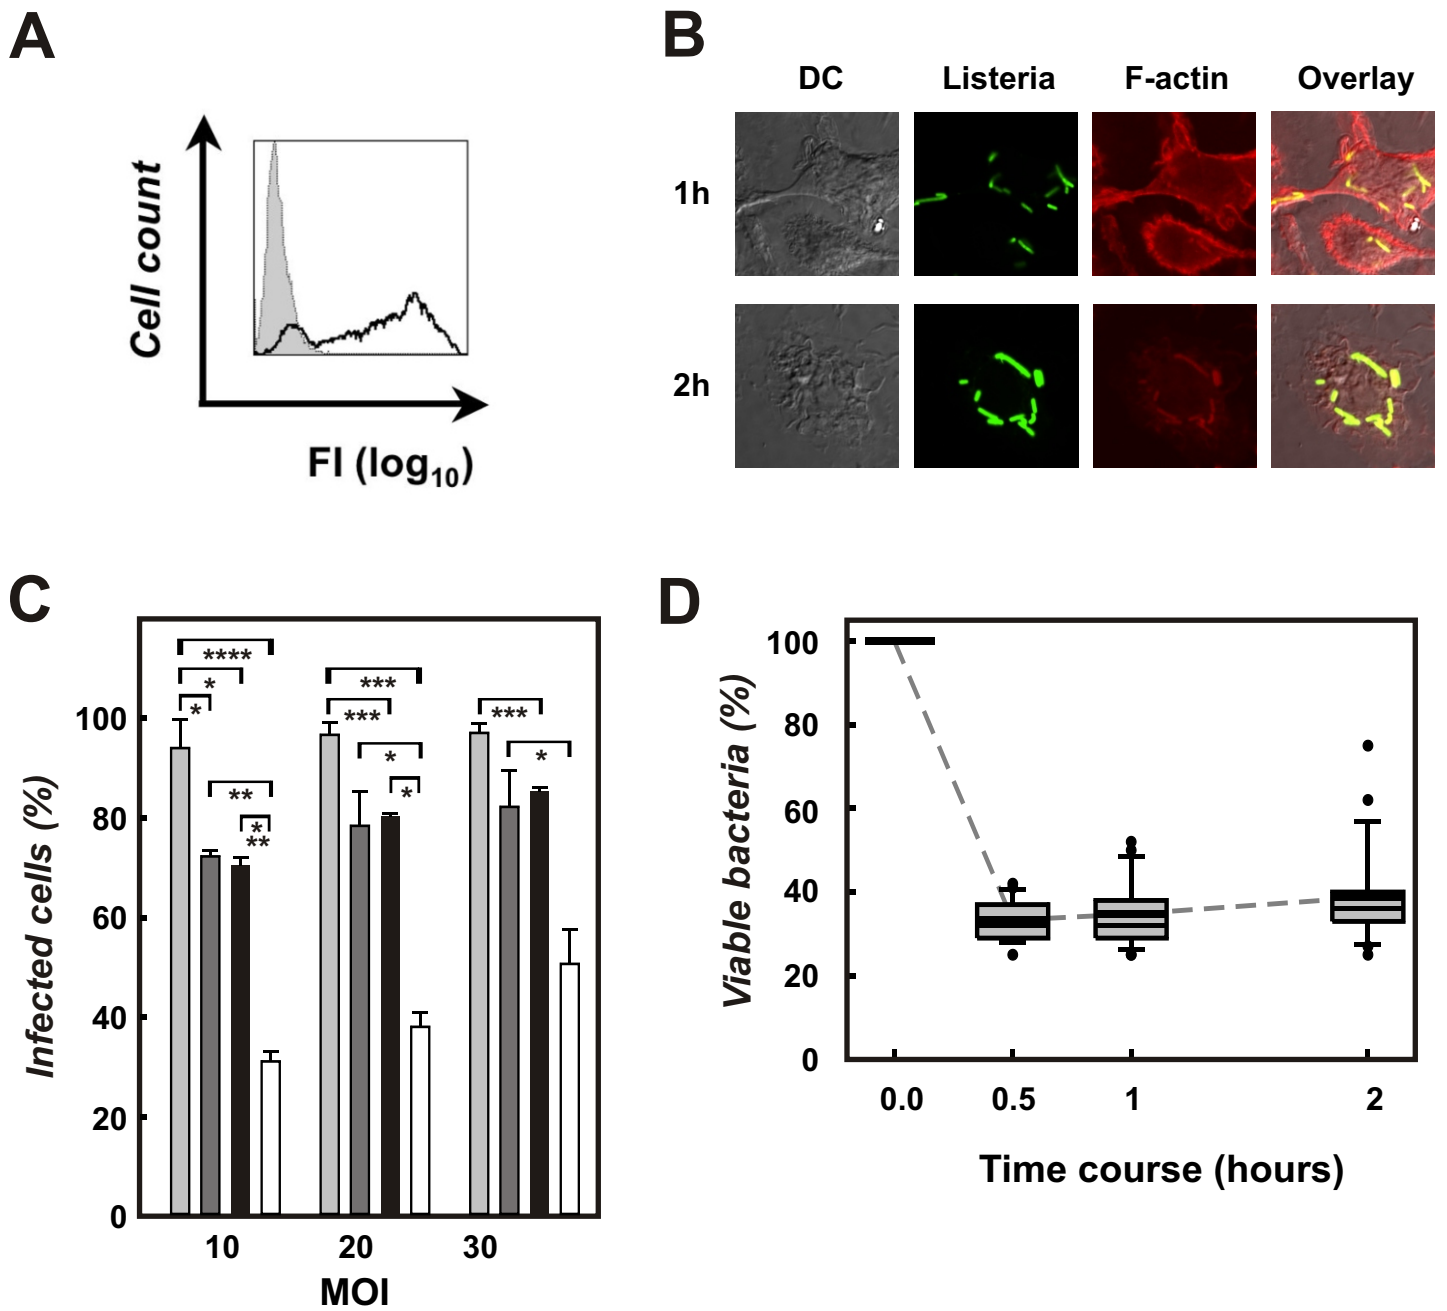 A
Cell count
FI (log10)
B
DC Listeria F-actin Overlay
1h
2h
C
Infected cells (%)
100
80
60
40
20
0
****
*
*
**
*
**
***
***
*
*
***
*
10 20 30
MOI
D
Viable bacteria (%)
100
80
60
40
20
0
0.0 0.5 1 2
Time course (hours)